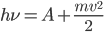 hν = A + mv²/2